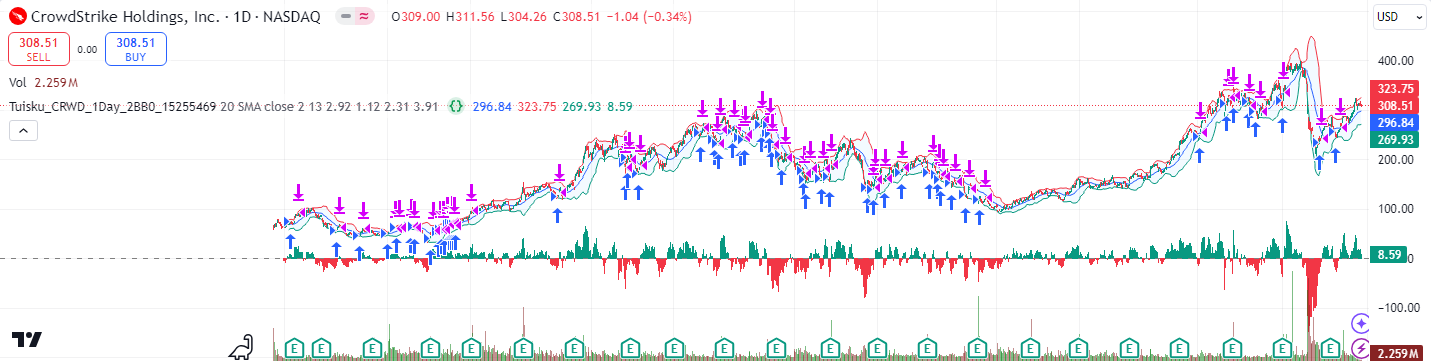 CrowdStrike Holdings, Inc. · 1D · NASDAQ O309.00 H311.56 L304.26 C308.51 −1.04 (−0.34%)
USD
308.51 SELL
0.00
308.51 BUY
Vol 2.259M
Tuisku_CRWD_1Day_2BB0_15255469 20 SMA close 2 13 2.92 1.12 2.31 3.91 296.84 323.75 269.93 8.59
400.00
323.75
308.51
296.84
269.93
200.00
100.00
8.59
−100.00
2.259M
E E E E E E E E E E E E E E E E E E E E E E